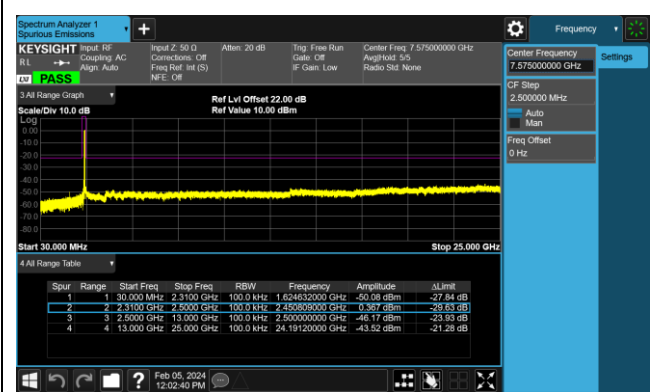 Spectrum Analyzer 1
Spurious Emissions
Frequency
KEYSIGHT
RL
Align: Auto
Input: RF
Coupling: AC
Input Z: 50 Ω
Corrections: Off
Freq Ref: Int (S)
NFE: Off
Atten: 20 dB
Trig: Free Run
Gate: Off
IF Gain: Low
Center Freq: 7.575000000 GHz
Avg|Hold: 5/5
Radio Std: None
LXI PASS
Center Frequency
7.575000000 GHz
Settings
CF Step
2.500000 MHz
Auto
Man
Freq Offset
0 Hz
3 All Range Graph
Scale/Div 10.0 dB
Ref Lvl Offset 22.00 dB
Ref Value 10.00 dBm
Log
0.00
-10.0
-20.0
-30.0
-40.0
-50.0
-60.0
-70.0
-80.0
Start 30.000 MHz
Stop 25.000 GHz
4 All Range Table
Spur Range Start Freq Stop Freq RBW Frequency Amplitude ΔLimit
1 1 30.000 MHz 2.3100 GHz 100.0 kHz 1.624632000 GHz -50.08 dBm -27.84 dB
2 2 2.3100 GHz 2.5000 GHz 100.0 kHz 2.450809000 GHz 0.367 dBm -29.63 dB
3 3 2.5000 GHz 13.000 GHz 100.0 kHz 2.500000000 GHz -46.17 dBm -23.93 dB
4 4 13.000 GHz 25.000 GHz 100.0 kHz 24.19120000 GHz -43.52 dBm -21.28 dB
Feb 05, 2024
12:02:40 PM